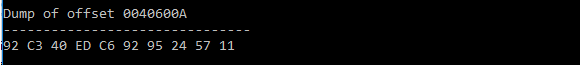 Dump of offset 0040600A
-------------------------------
92 C3 40 ED C6 92 95 24 57 11